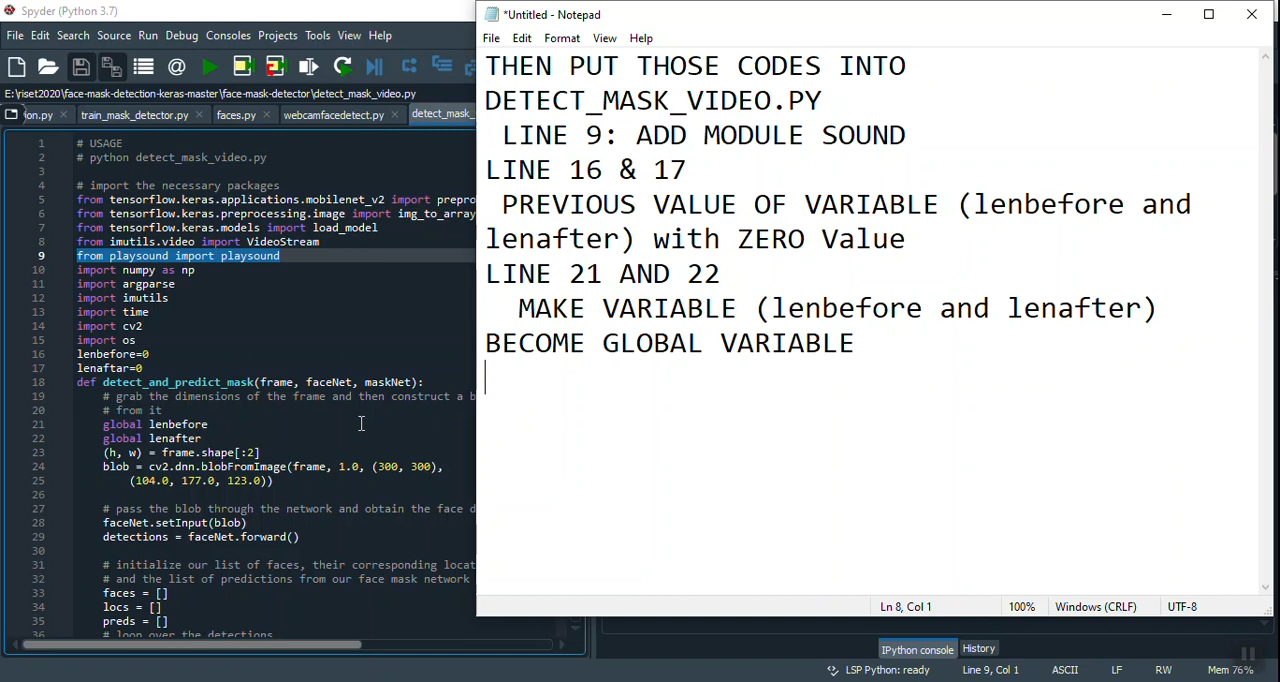 Spyder (Python 3.7)
File Edit Search Source Run Debug Consoles Projects Tools View Help
E:\riset2020\face-mask-detection-keras-master\face-mask-detector\detect_mask_video.py
ion.py train_mask_detector.py faces.py webcamfacedetect.py detect_mask_
1 # USAGE
2 # python detect_mask_video.py
3
4 # import the necessary packages
5 from tensorflow.keras.applications.mobilenet_v2 import prepro
6 from tensorflow.keras.preprocessing.image import img_to_array
7 from tensorflow.keras.models import load_model
8 from imutils.video import VideoStream
9 from playsound import playsound
10 import numpy as np
11 import argparse
12 import imutils
13 import time
14 import cv2
15 import os
16 lenbefore=0
17 lenaftar=0
18 def detect_and_predict_mask(frame, faceNet, maskNet):
19 # grab the dimensions of the frame and then construct a b
20 # from it
21 global lenbefore
22 global lenafter
23 (h, w) = frame.shape[:2]
24 blob = cv2.dnn.blobFromImage(frame, 1.0, (300, 300),
25 (104.0, 177.0, 123.0))
26
27 # pass the blob through the network and obtain the face d
28 faceNet.setInput(blob)
29 detections = faceNet.forward()
30
31 # initialize our list of faces, their corresponding locat
32 # and the list of predictions from our face mask network
33 faces = []
34 locs = []
35 preds = []
36 # loop over the detections
*Untitled - Notepad
File Edit Format View Help
THEN PUT THOSE CODES INTO
DETECT_MASK_VIDEO.PY
LINE 9: ADD MODULE SOUND
LINE 16 & 17
PREVIOUS VALUE OF VARIABLE (lenbefore and
lenafter) with ZERO Value
LINE 21 AND 22
MAKE VARIABLE (lenbefore and lenafter)
BECOME GLOBAL VARIABLE
Ln 8, Col 1 100% Windows (CRLF) UTF-8
IPython console History
LSP Python: ready Line 9, Col 1 ASCII LF RW Mem 76%